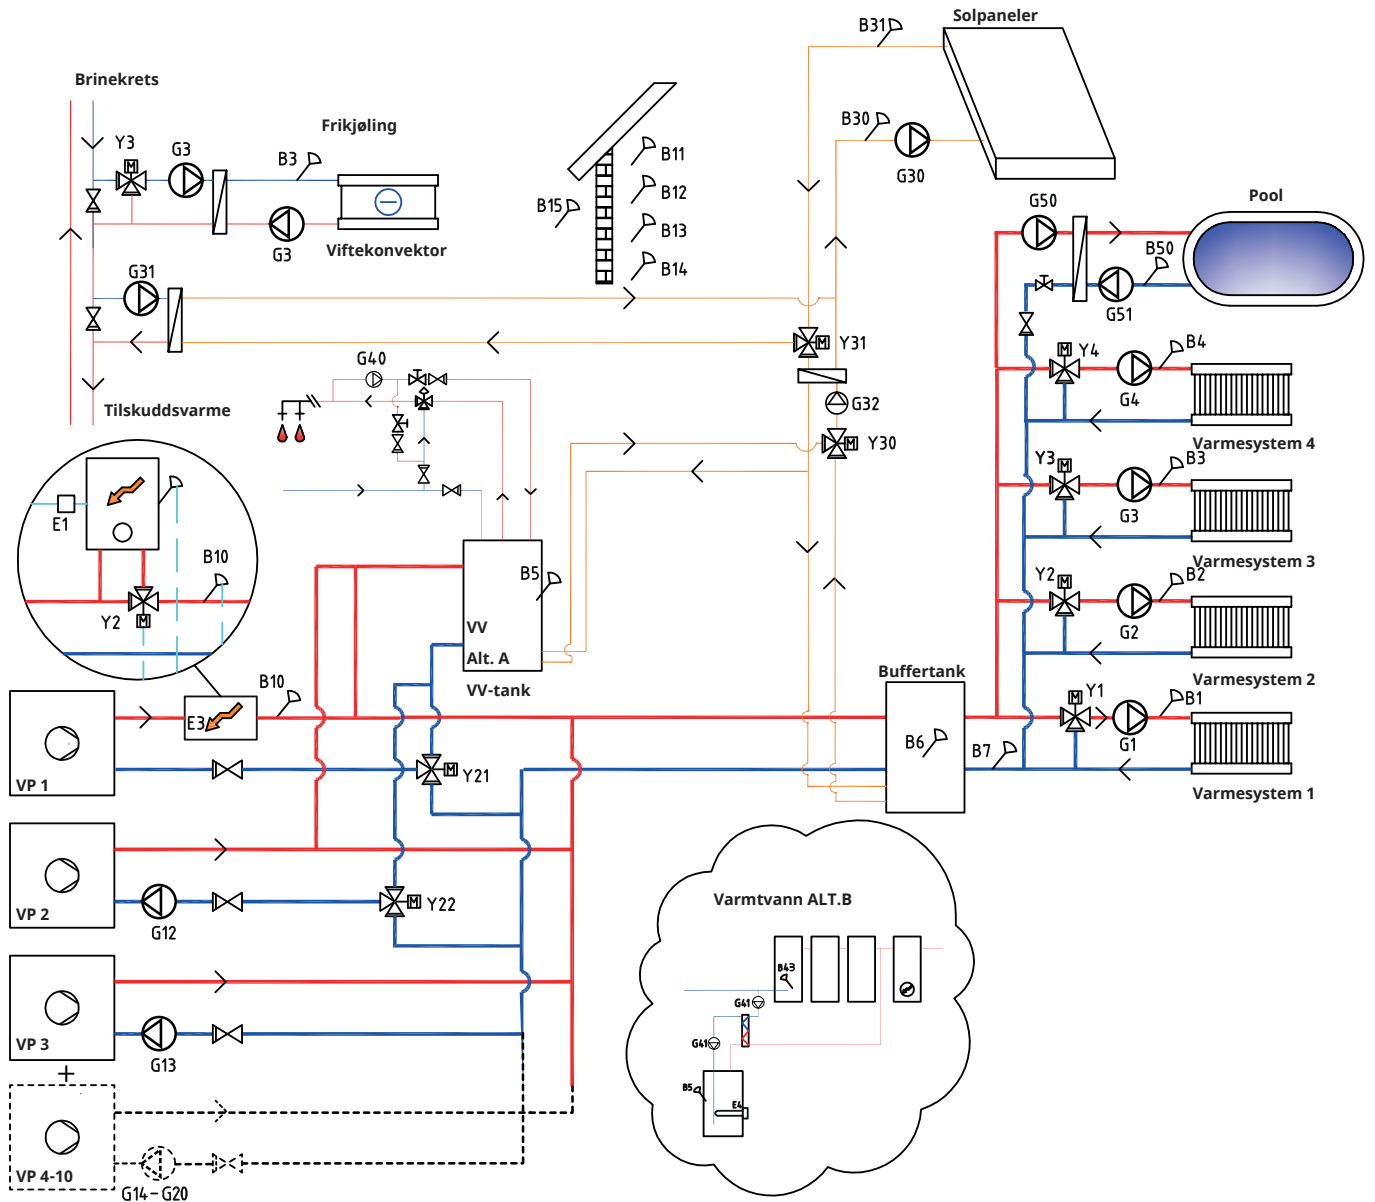 Solpaneler
B31
Brinekrets
B30
Frikjøling
Y3
G3
B3
G30
B11
B12
B15
B13
B14
Pool
G50
B50
G51
Viftekonvektor
G3
G31
Y31
G40
G32
Y30
Y4
B4
G4
Varmesystem 4
Tilskuddsvarme
E1
B10
Y2
Y3
B3
G3
Varmesystem 3
B5
VV
Alt. A
VV-tank
Y2
B2
G2
Varmesystem 2
Buffertank
B10
E3
VP 1
Y21
B6
B7
Y1
B1
G1
Varmesystem 1
VP 2
G12
Y22
Varmtvann ALT.B
B43
G41
G41
B5
E4
VP 3
G13
+
VP 4-10
G14-G20
M
M
M
M
M
M
M
M
M
M